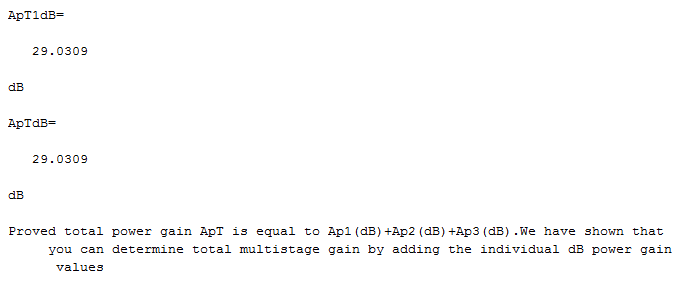 ApT1dB=
29.0309
dB
ApTdB=
29.0309
dB
Proved total power gain ApT is equal to Ap1(dB)+Ap2(dB)+Ap3(dB).We have shown that
you can determine total multistage gain by adding the individual dB power gain
values